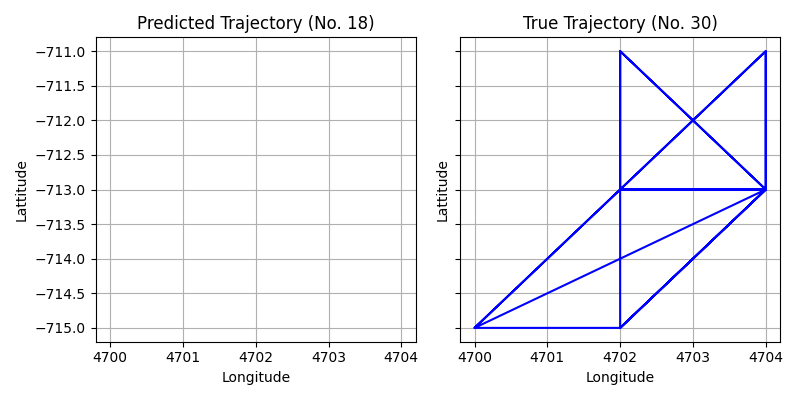 Predicted Trajectory (No. 18)
−711.0
−711.5
−712.0
−712.5
−713.0
−713.5
−714.0
−714.5
−715.0
Lattitude
4700 4701 4702 4703 4704
Longitude
True Trajectory (No. 30)
Lattitude
4700 4701 4702 4703 4704
Longitude